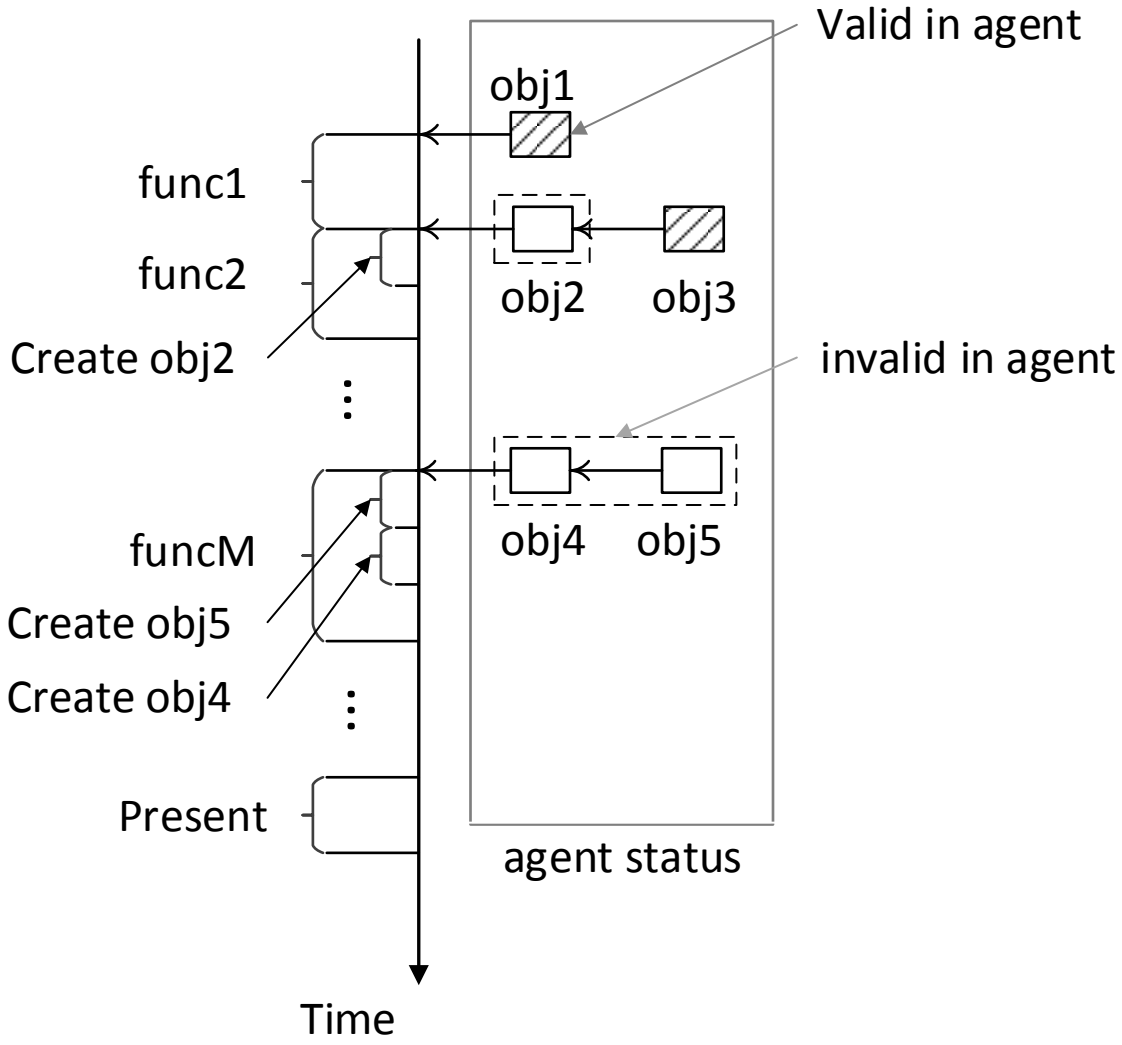 Valid in agent
obj1
func1
func2
obj2
obj3
Create obj2
invalid in agent
...
obj4
obj5
funcM
Create obj5
Create obj4
...
Present
agent status
Time